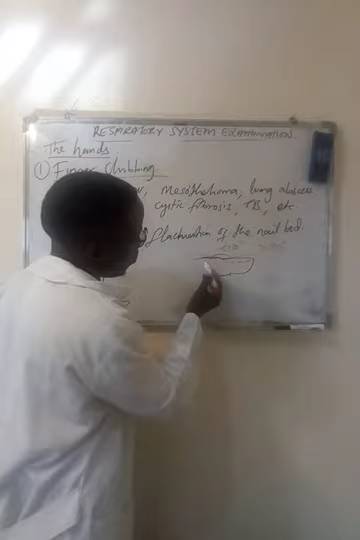 RESPIRATORY SYSTEM EXAMINATION.
The hands
① Finger Clubbing.
, Mesothelioma, lung abscess
cystic fibrosis, TB, etc
flactuation of the nail bed.